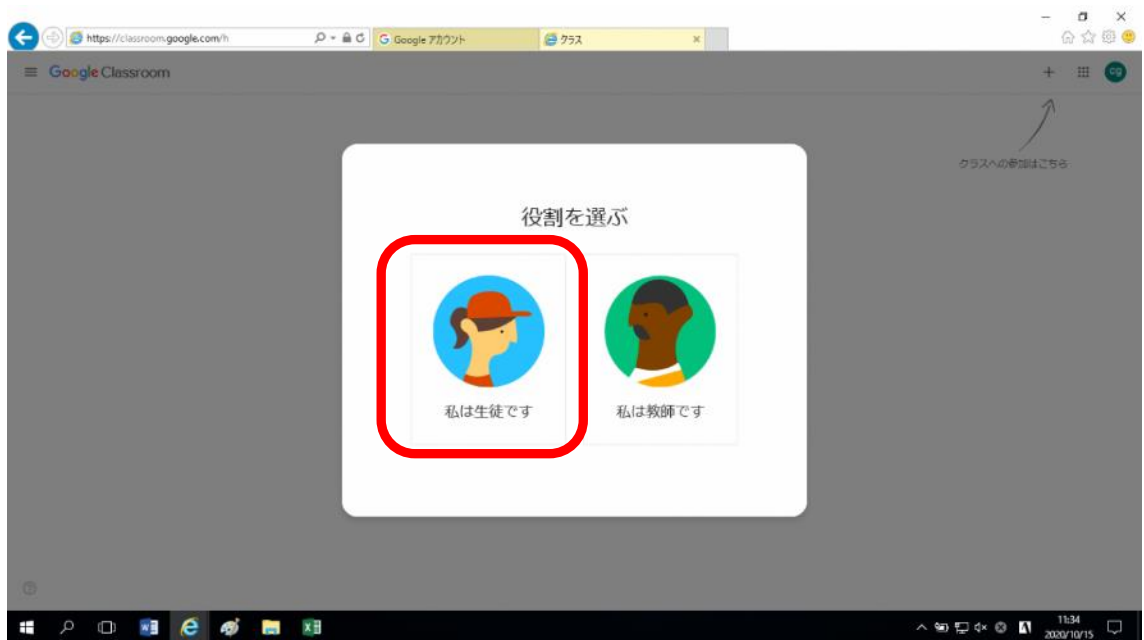 https://classroom.google.com/h
Google アカウント
クラス
Google Classroom
cg
クラスへの参加はこちら
役割を選ぶ
私は生徒です
私は教師です
11:34
2020/10/15